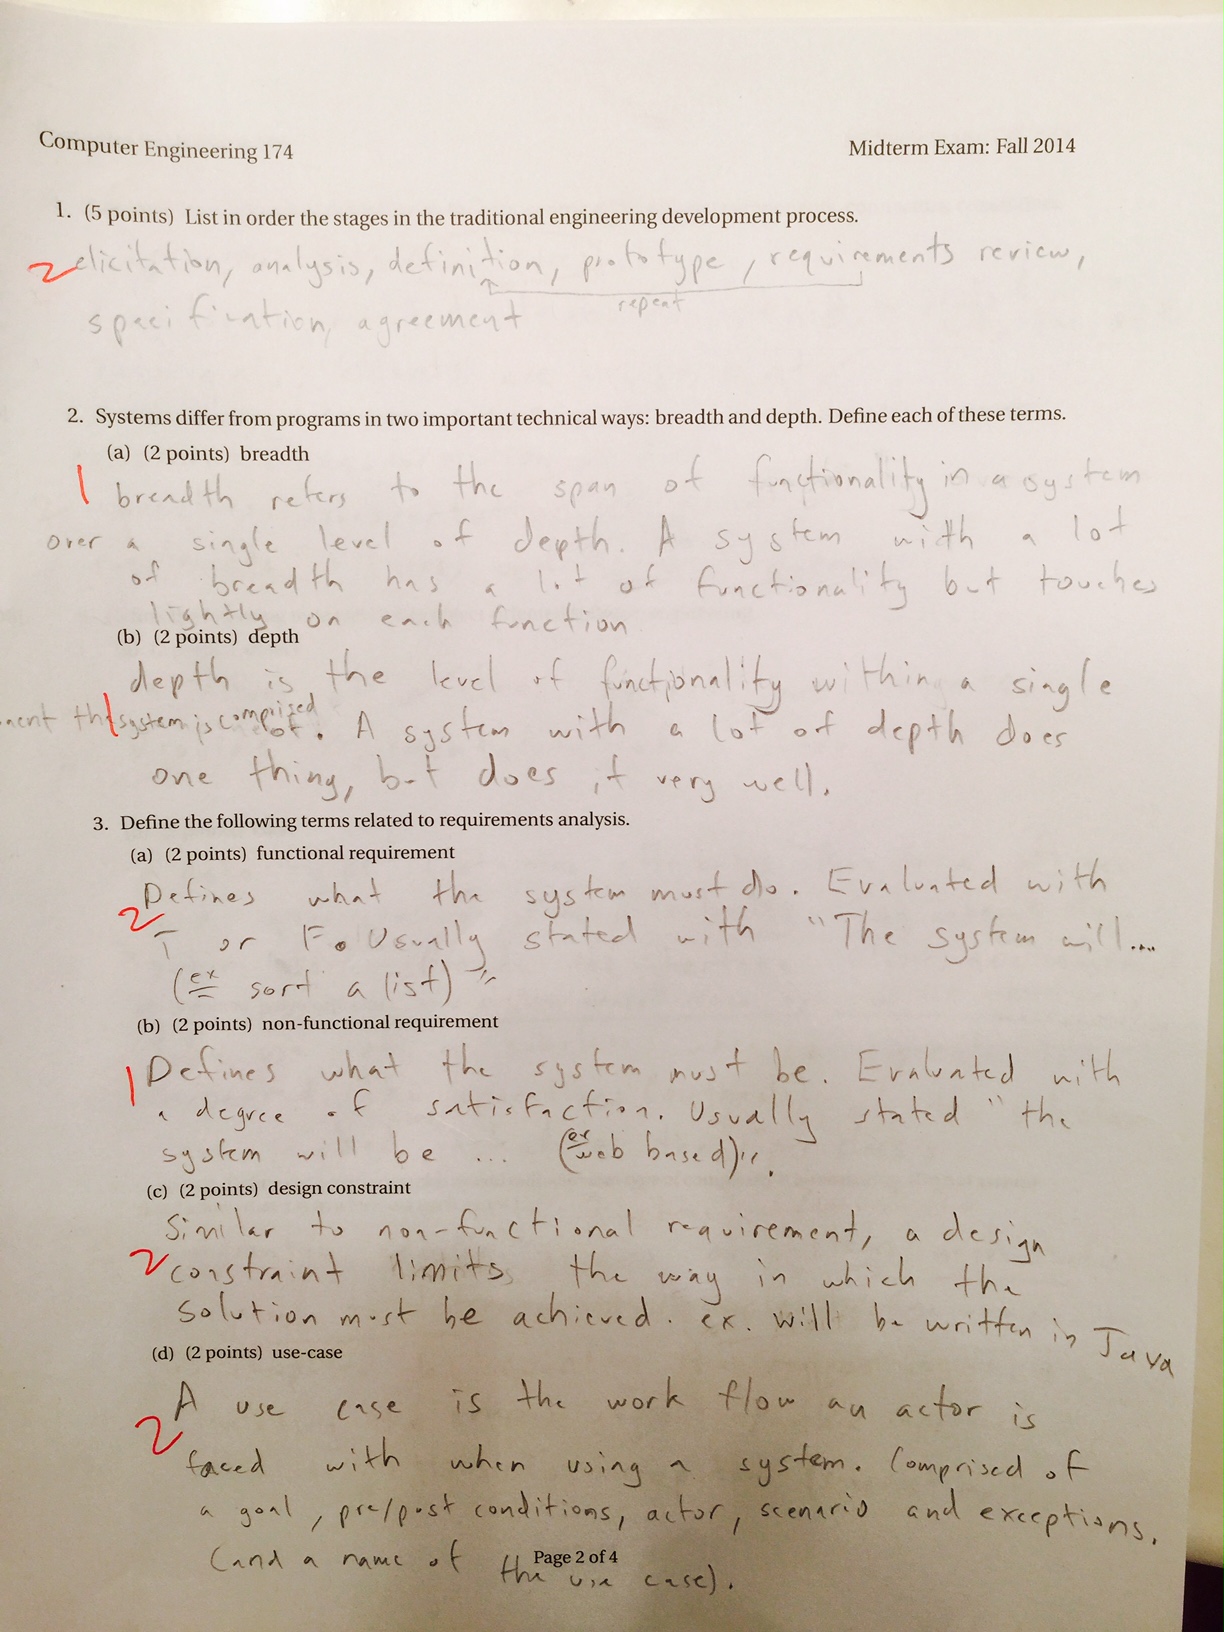 Computer Engineering 174
Midterm Exam: Fall 2014
1. (5 points) List in order the stages in the traditional engineering development process.
2 elicitation, analysis, definition, prototype, requirements review,
repeat
specification, agreement
2. Systems differ from programs in two important technical ways: breadth and depth. Define each of these terms.
(a) (2 points) breadth
1 breadth refers to the span of functionality in a system
over a single level of depth. A system with a lot
of breadth has a lot of functionality but touches
lightly on each function
(b) (2 points) depth
depth is the level of functionality within a single
1 nent the system is comprised of. A system with a lot of depth does
one thing, but does it very well.
3. Define the following terms related to requirements analysis.
(a) (2 points) functional requirement
2 Defines what the system must do. Evaluated with
T or F. Usually stated with "The system will...
(ex sort a list)"
(b) (2 points) non-functional requirement
1 Defines what the system must be. Evaluated with
a degree of satisfaction. Usually stated "the
system will be ... (ex web based)".
(c) (2 points) design constraint
Similar to non-functional requirement, a design
2 constraint limits the way in which the
solution must be achieved. ex. will be written in Java
(d) (2 points) use-case
2 A use case is the work flow an actor is
faced with when using a system. Comprised of
a goal, pre/post conditions, actor, scenario and exceptions.
(and a name of the use case).
Page 2 of 4